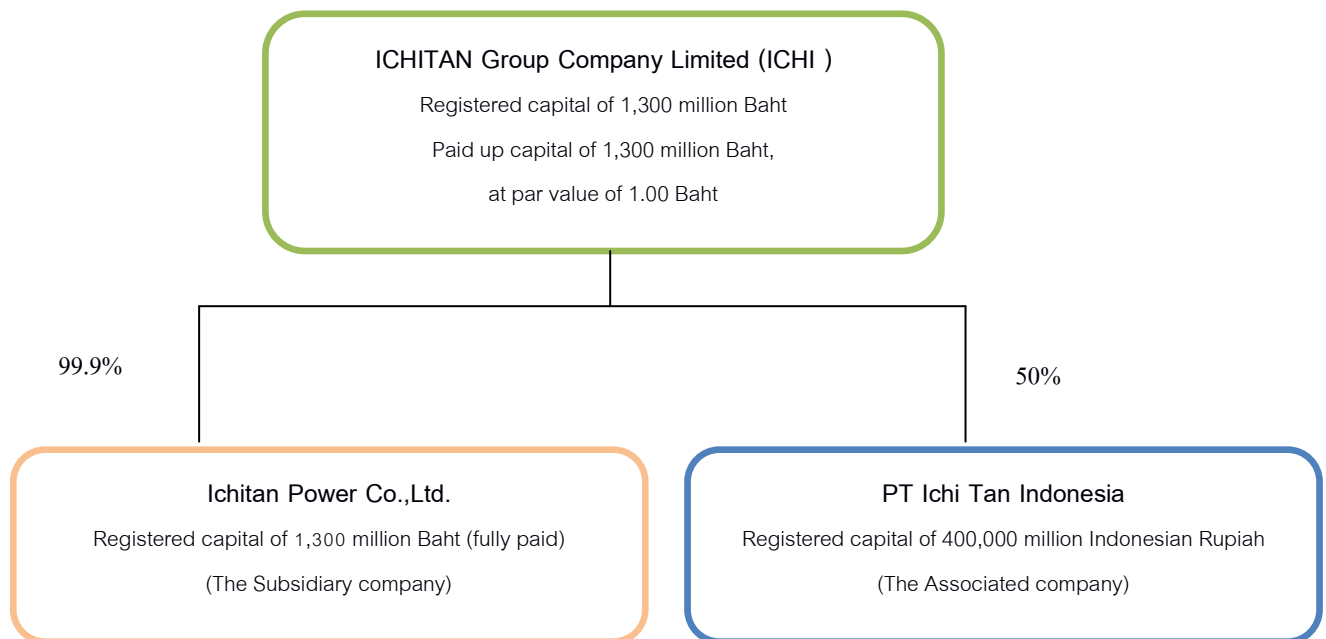 ICHITAN Group Company Limited (ICHI )
Registered capital of 1,300 million Baht
Paid up capital of 1,300 million Baht,
at par value of 1.00 Baht
99.9%
50%
Ichitan Power Co.,Ltd.
Registered capital of 1,300 million Baht (fully paid)
(The Subsidiary company)
PT Ichi Tan Indonesia
Registered capital of 400,000 million Indonesian Rupiah
(The Associated company)